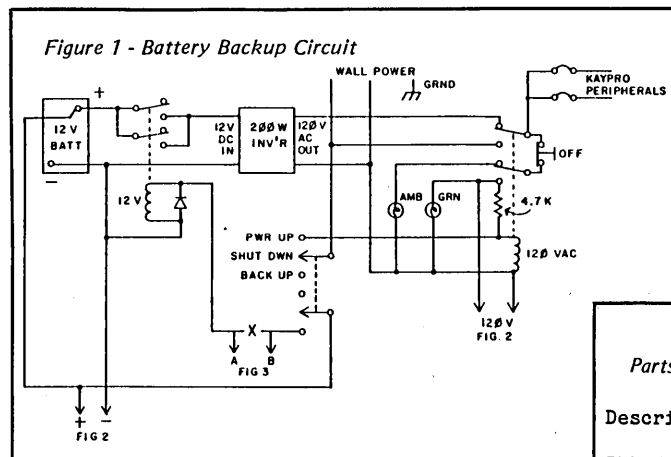 Figure 1 - Battery Backup Circuit
WALL POWER
GRND
KAYPRO
PERIPHERALS
+
12 V
BATT
-
12V
DC
IN
200W
INV'R
120V
AC
OUT
OFF
12 V
AMB
GRN
4.7K
PWR UP
SHUT DWN
BACK UP
120 VAC
X
A
B
FIG 3
120V
FIG. 2
+
-
FIG 2
Parts
Descri